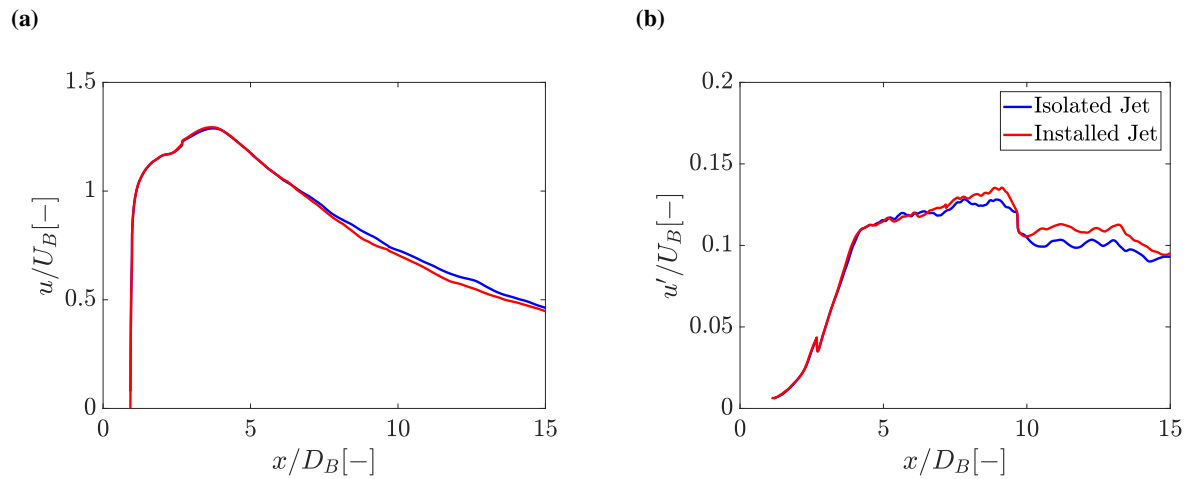 (a)
1.5
1
0.5
0
0
5
10
15
u/U_B[−]
x/D_B[−]
(b)
0.2
0.15
0.1
0.05
0
0
5
10
15
u'/U_B[−]
x/D_B[−]
Isolated Jet
Installed Jet